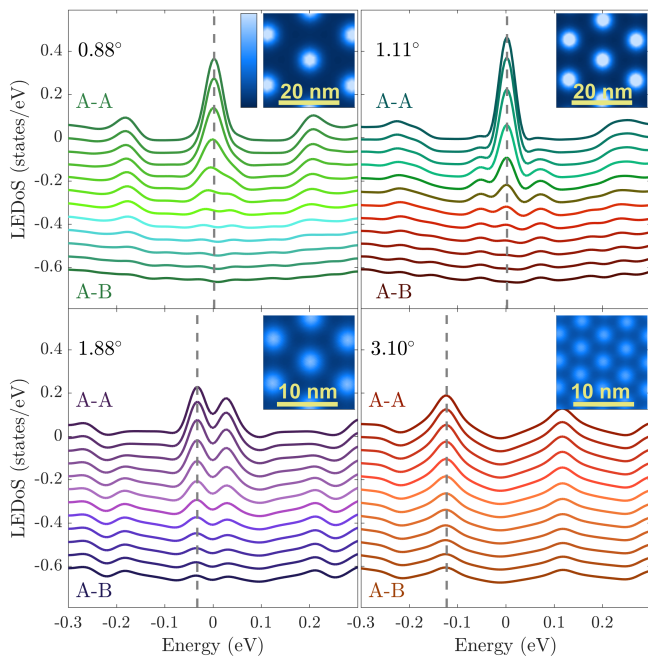 0.88°
20 nm
A-A
A-B
1.11°
20 nm
A-A
A-B
LEDoS (states/eV)
0.4
0.2
0
-0.2
-0.4
-0.6
1.88°
10 nm
A-A
A-B
3.10°
10 nm
A-A
A-B
LEDoS (states/eV)
0.4
0.2
0
-0.2
-0.4
-0.6
-0.3 -0.2 -0.1 0 0.1 0.2 -0.3 -0.2 -0.1 0 0.1 0.2
Energy (eV) Energy (eV)